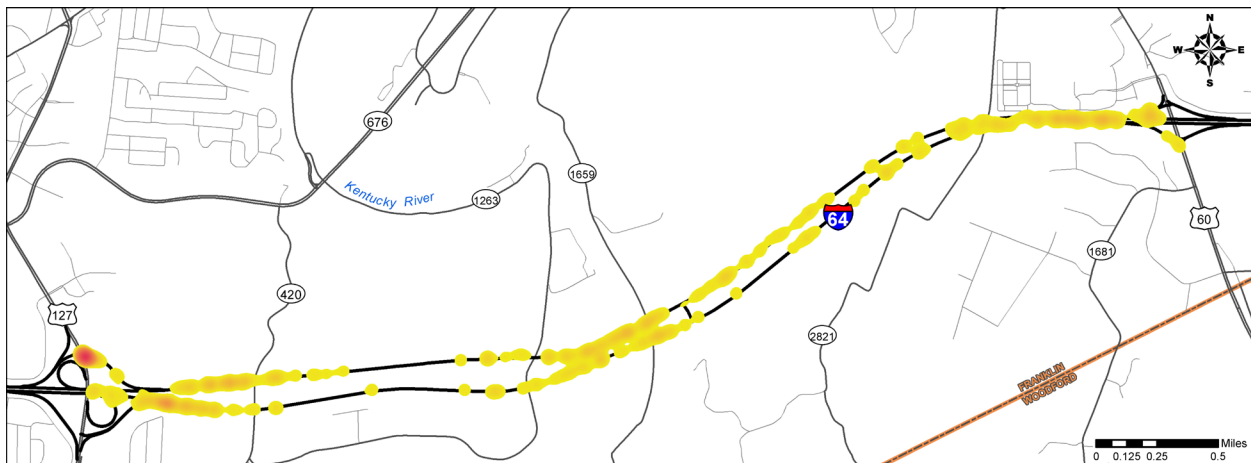 N
W E
S
676
Kentucky River
1263
1659
64
60
1681
420
127
2821
FRANKLIN
WOODFORD
Miles
0 0.125 0.25 0.5